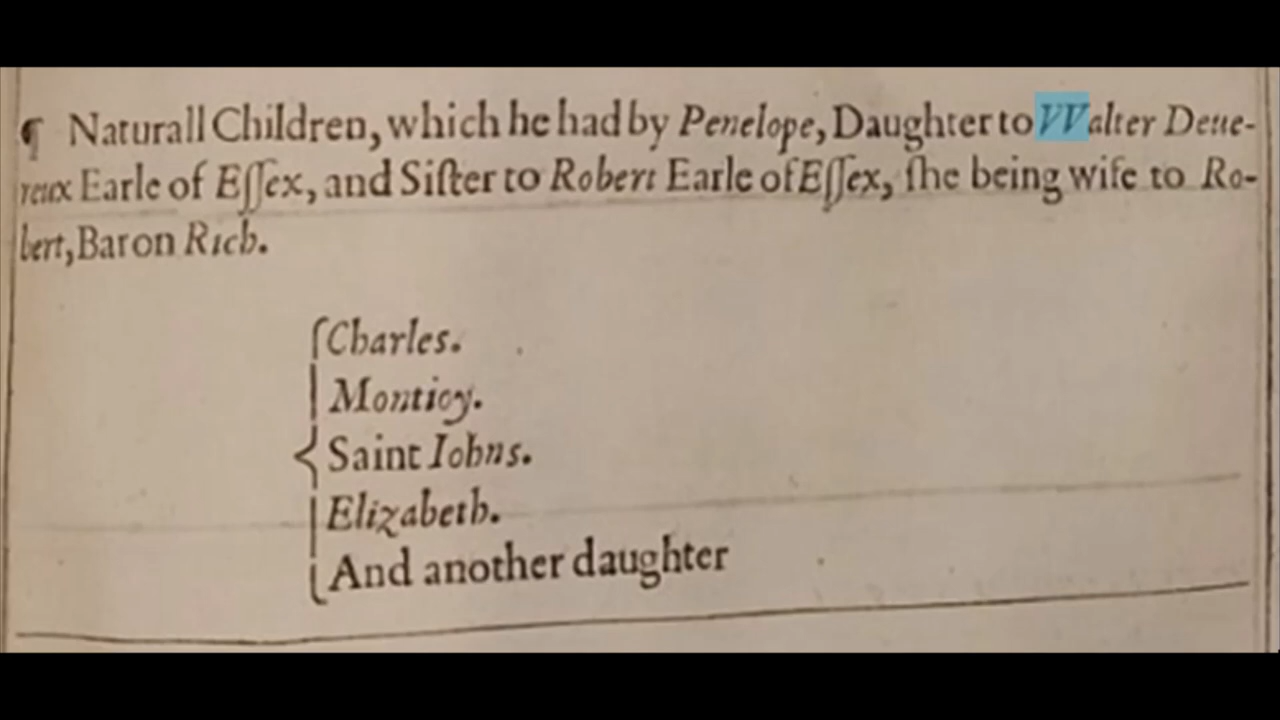 ¶ Naturall Children, which he had by Penelope, Daughter to VValter Deue-
reux Earle of Eſſex, and Siſter to Robert Earle of Eſſex, ſhe being wife to Ro-
bert, Baron Rich.
Charles.
Montioy.
Saint Iohns.
Elizabeth.
And another daughter